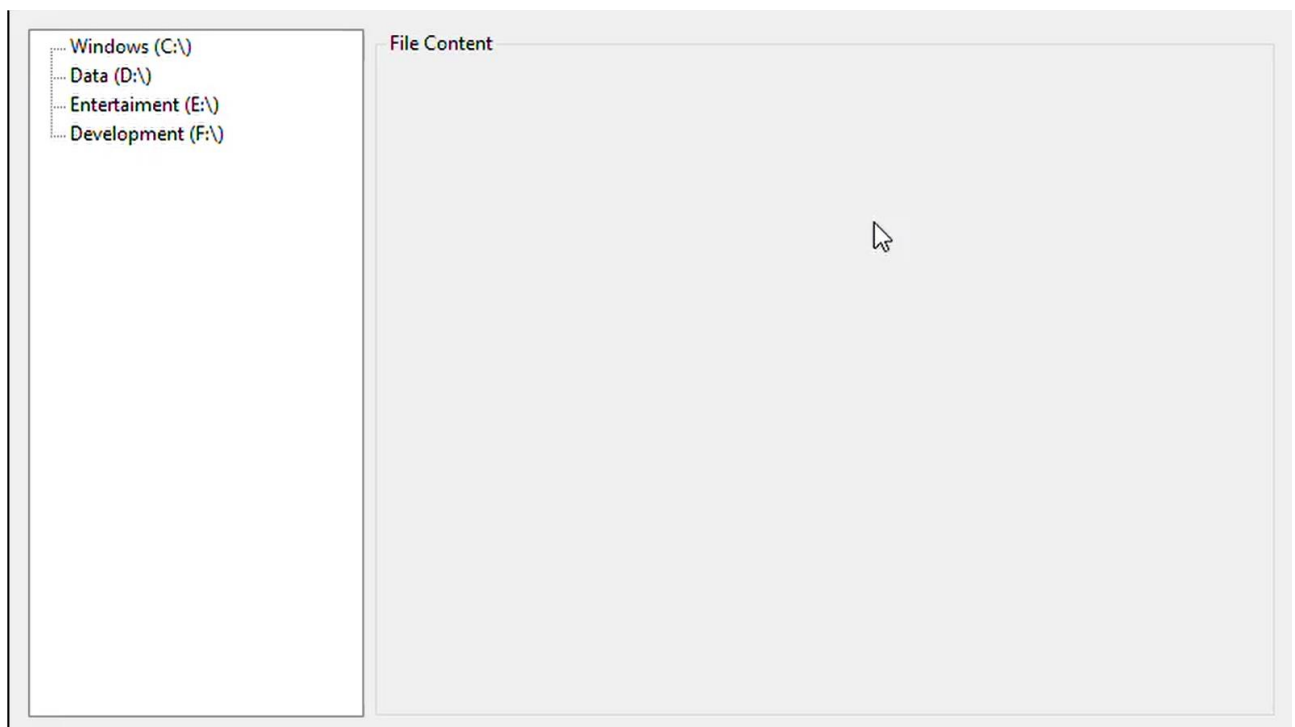 Windows (C:\)
Data (D:\)
Entertaiment (E:\)
Development (F:\)
File Content